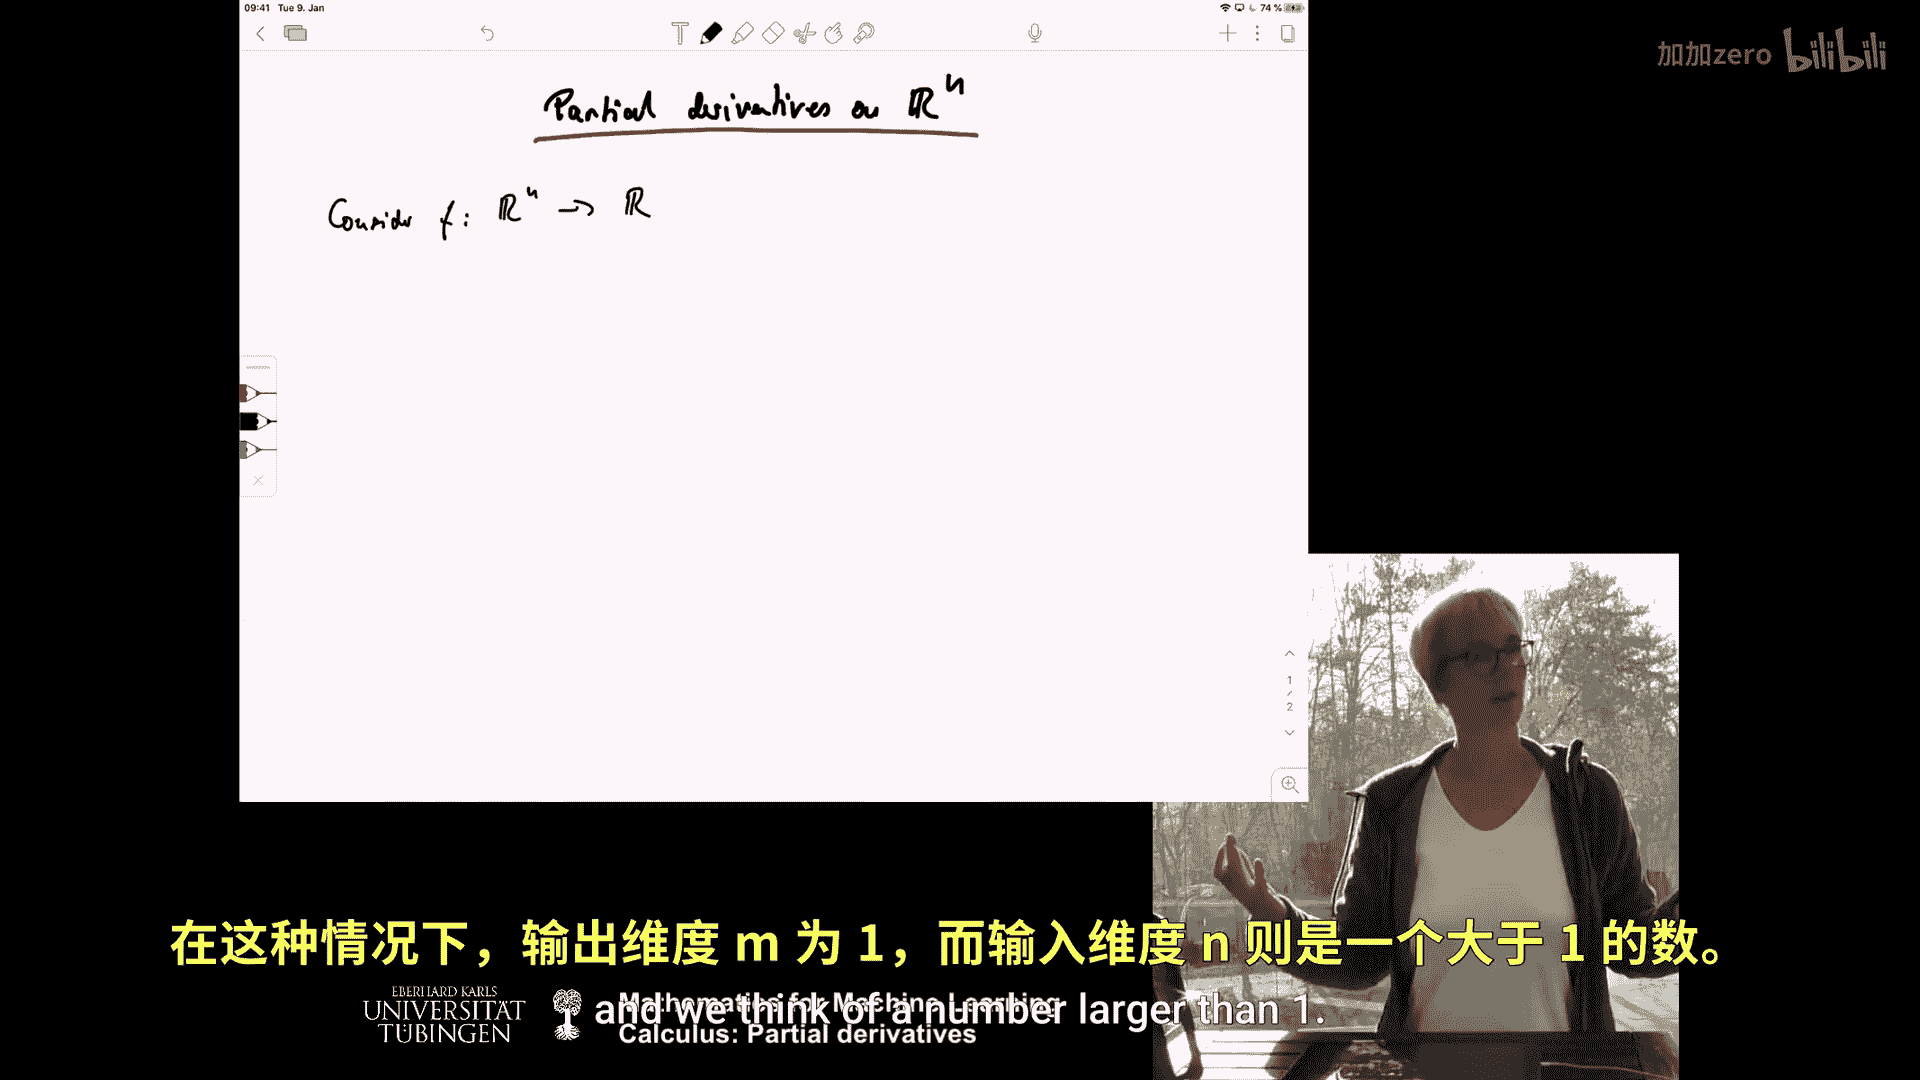 09:41 Tue 9. Jan
74 %
加加zero bilibili
Partial derivatives on ℝⁿ
Consider f: ℝⁿ → ℝ
1
/
2
在这种情况下，输出维度 m 为 1，而输入维度 n 则是一个大于 1 的数。
and we think of a number larger than 1.
EBERHARD KARLS
UNIVERSITÄT
TÜBINGEN
Mathematics for Machine Learning
Calculus: Partial derivatives